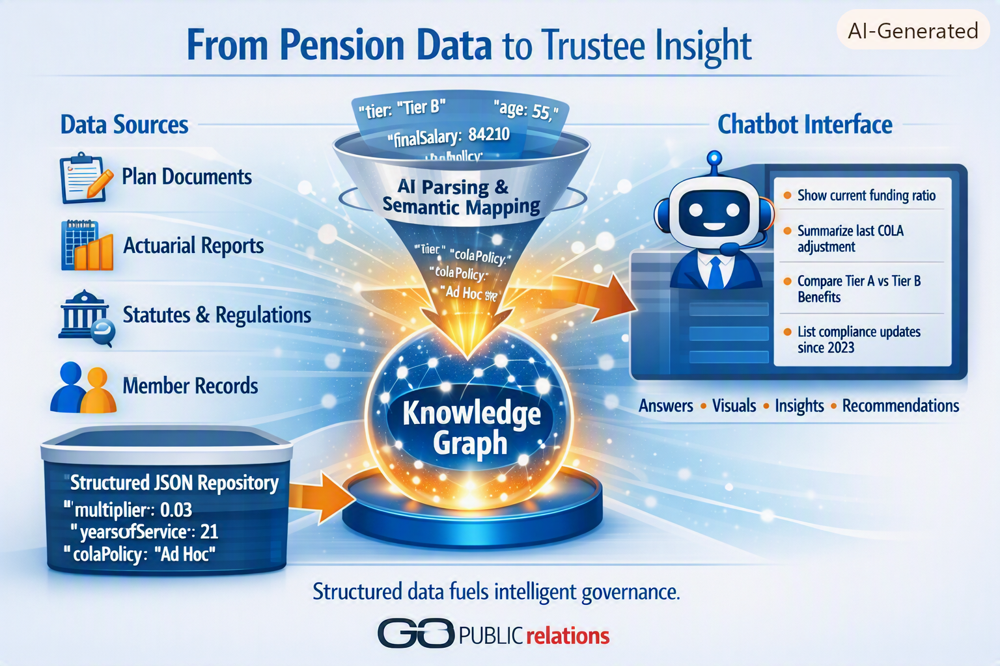 AI-Generated
From Pension Data to Trustee Insight
Data Sources
Plan Documents
Actuarial Reports
Statutes & Regulations
Member Records
"Structured JSON Repository
"'multiplier:: 0.03
"yearsofService:: 21
"colaPolicy: "Ad Hoc"
"tier: "Tier B"
"age: 55,"
"finalSalary: 84210
AI Parsing &
Semantic Mapping
"'Tier" "colaPolicy:"
"colaPolicy:"
"Ad Hoc
Knowledge
Graph
Chatbot Interface
Show current funding ratio
Summarize last COLA
adjustment
Compare Tier A vs Tier B
Benefits
List compliance updates
since 2023
Answers • Visuals • Insights • Recommendations
Structured data fuels intelligent governance.
GO PUBLIC relations